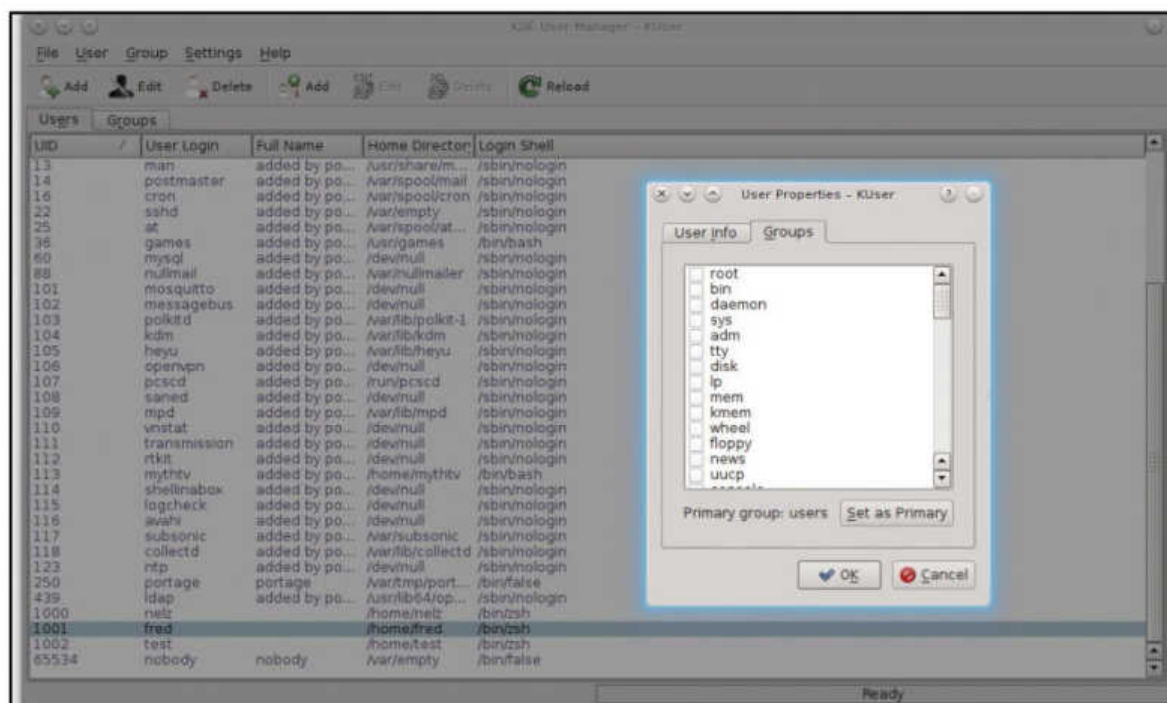 KDE User Manager – KUser
File User Group Settings Help
Add Edit Delete Add Edit Delete Reload
Users Groups
UID User Login Full Name Home Director Login Shell
13 man added by po... /usr/share/m... /sbin/nologin
14 postmaster added by po... /var/spool/mail /sbin/nologin
16 cron added by po... /var/spool/cron /sbin/nologin
22 sshd added by po... /var/empty /sbin/nologin
25 at added by po... /var/spool/at... /sbin/nologin
36 games added by po... /usr/games /bin/bash
60 mysql added by po... /dev/null /sbin/nologin
88 nullmail added by po... /var/nullmailer /sbin/nologin
101 mosquitto added by po... /dev/null /sbin/nologin
102 messagebus added by po... /dev/null /sbin/nologin
103 polkitd added by po... /var/lib/polkit-1 /sbin/nologin
104 kdm added by po... /var/lib/kdm /sbin/nologin
105 heyu added by po... /var/lib/heyu /sbin/nologin
106 openvpn added by po... /dev/null /sbin/nologin
107 pcscd added by po... /run/pcscd /sbin/nologin
108 saned added by po... /dev/null /sbin/nologin
109 mpd added by po... /var/lib/mpd /sbin/nologin
110 vnstat added by po... /dev/null /sbin/nologin
111 transmission added by po... /dev/null /sbin/nologin
112 rtkit added by po... /dev/null /sbin/nologin
113 mythtv added by po... /home/mythtv /bin/bash
114 shellinabox added by po... /dev/null /sbin/nologin
115 logcheck added by po... /dev/null /sbin/nologin
116 avahi added by po... /dev/null /sbin/nologin
117 subsonic added by po... /var/subsonic /sbin/nologin
118 collectd added by po... /var/lib/collectd /sbin/nologin
123 ntp added by po... /dev/null /sbin/nologin
250 portage portage /var/tmp/port... /bin/false
439 ldap added by po... /usr/lib64/op... /sbin/nologin
1000 nelz /home/nelz /bin/zsh
1001 fred /home/fred /bin/zsh
1002 test /home/test /bin/zsh
65534 nobody nobody /var/empty /bin/false
Ready
User Properties – KUser
User Info Groups
root
bin
daemon
sys
adm
tty
disk
lp
mem
kmem
wheel
floppy
news
uucp
Primary group: users Set as Primary
OK Cancel